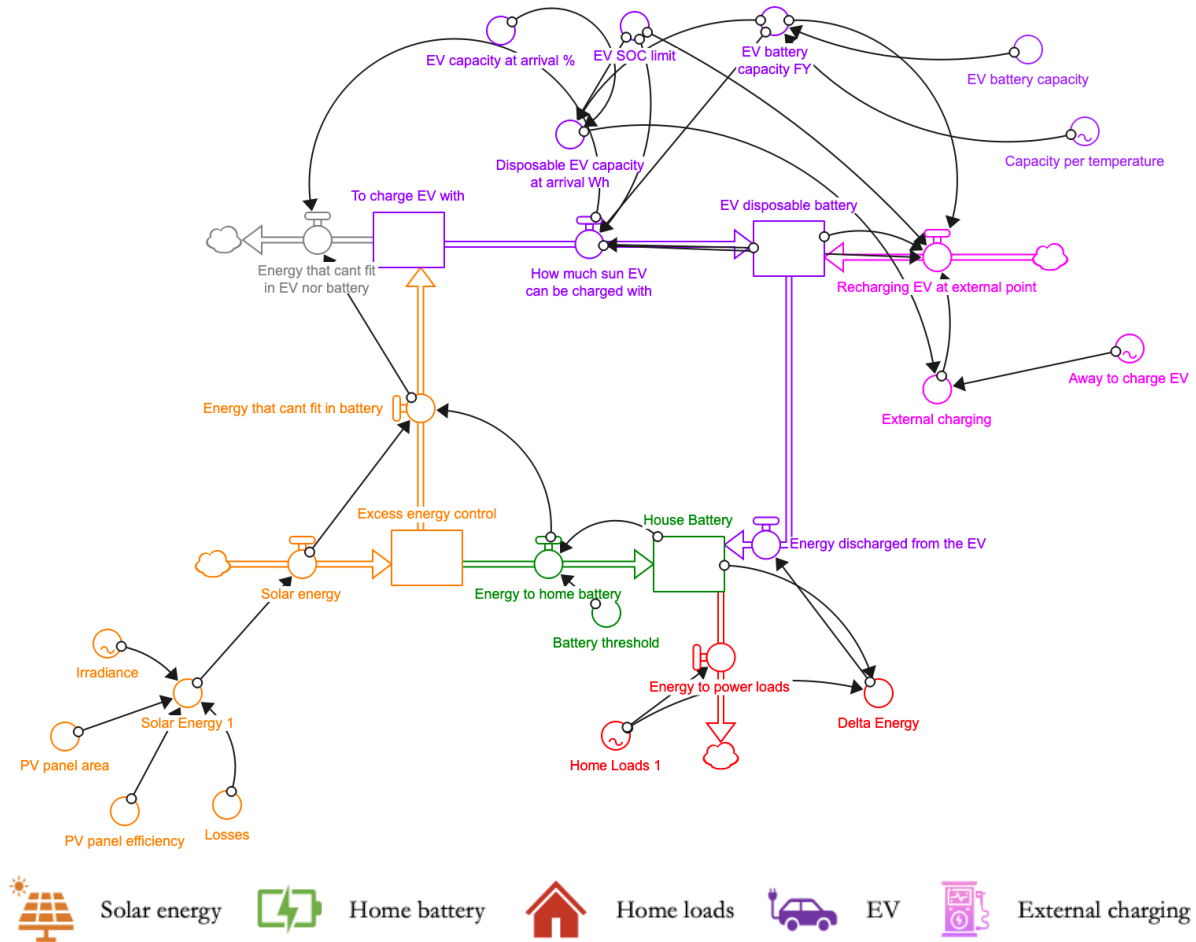 EV capacity at arrival %
EV SOC limit
EV battery
capacity FY
EV battery capacity
Capacity per temperature
Disposable EV capacity
at arrival Wh
To charge EV with
EV disposable battery
Energy that cant fit
in EV nor battery
How much sun EV
can be charged with
Recharging EV at external point
Away to charge EV
External charging
Energy that cant fit in battery
Excess energy control
House Battery
Energy discharged from the EV
Solar energy
Energy to home battery
Battery threshold
Irradiance
Energy to power loads
Solar Energy 1
Delta Energy
PV panel area
Home Loads 1
PV panel efficiency
Losses
Solar energy
Home battery
Home loads
EV
External charging